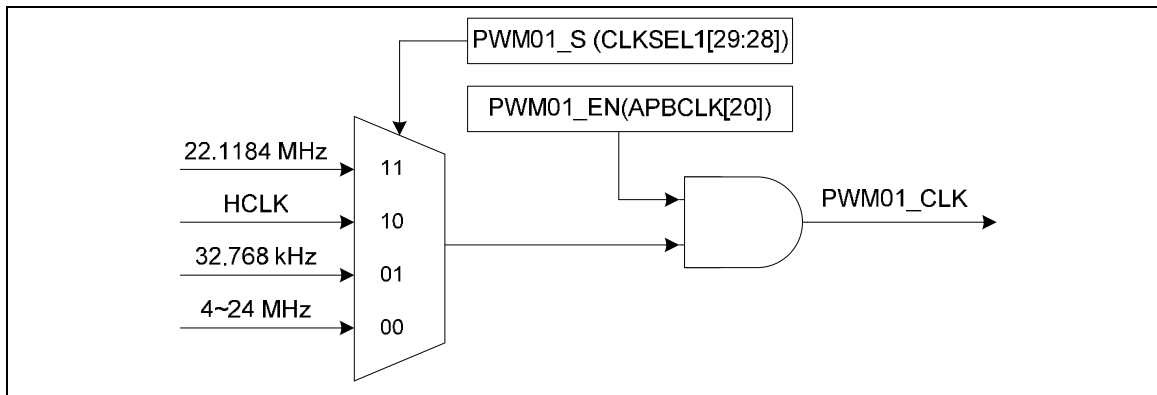 PWM01_S (CLKSEL1[29:28])
PWM01_EN(APBCLK[20])
22.1184 MHz
11
HCLK
10
32.768 kHz
01
4~24 MHz
00
PWM01_CLK